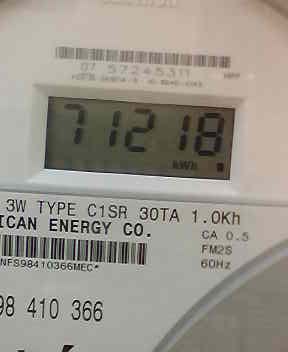 07 57245311
71218
kWh
3W TYPE C1SR 30TA 1.0Kh
ICAN ENERGY CO.
CA 0.5
FM2S
60Hz
NFS98410366MEC*
98 410 366